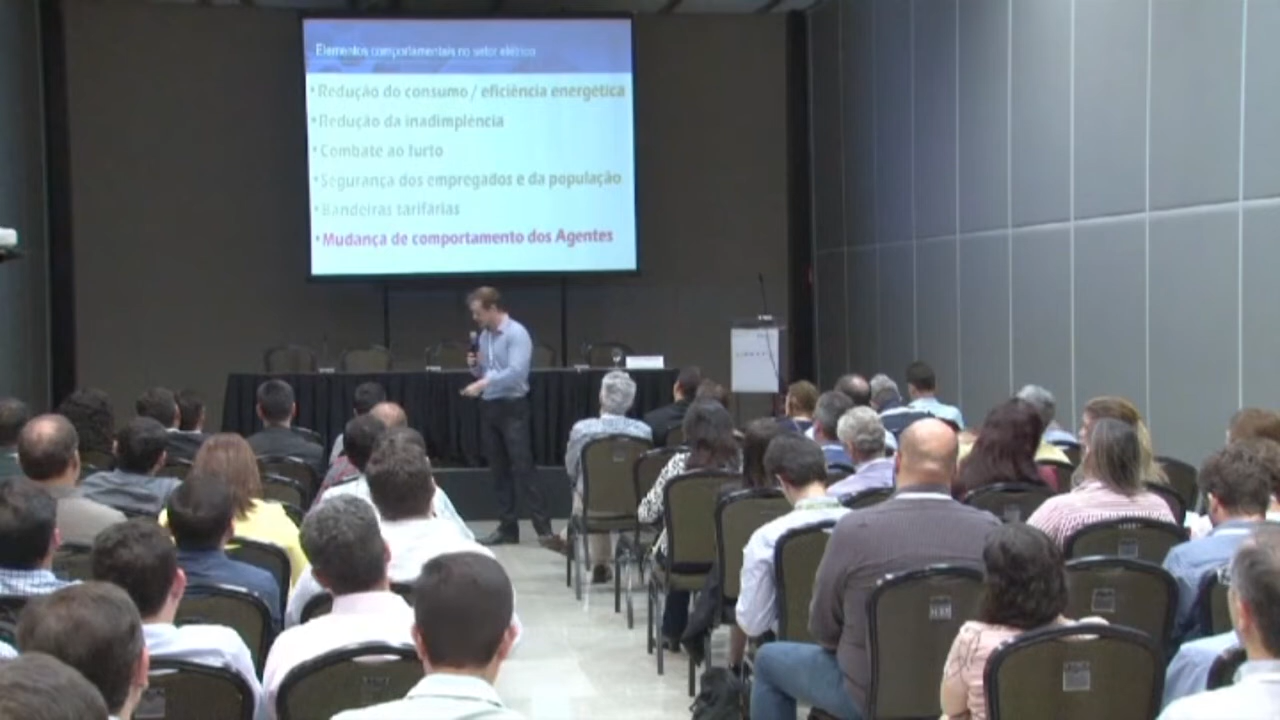 Elementos comportamentais no setor elétrico
• Redução do consumo / eficiência energética
• Redução da inadimplência
• Combate ao furto
• Segurança dos empregados e da população
• Bandeiras tarifárias
• Mudança de comportamento dos Agentes